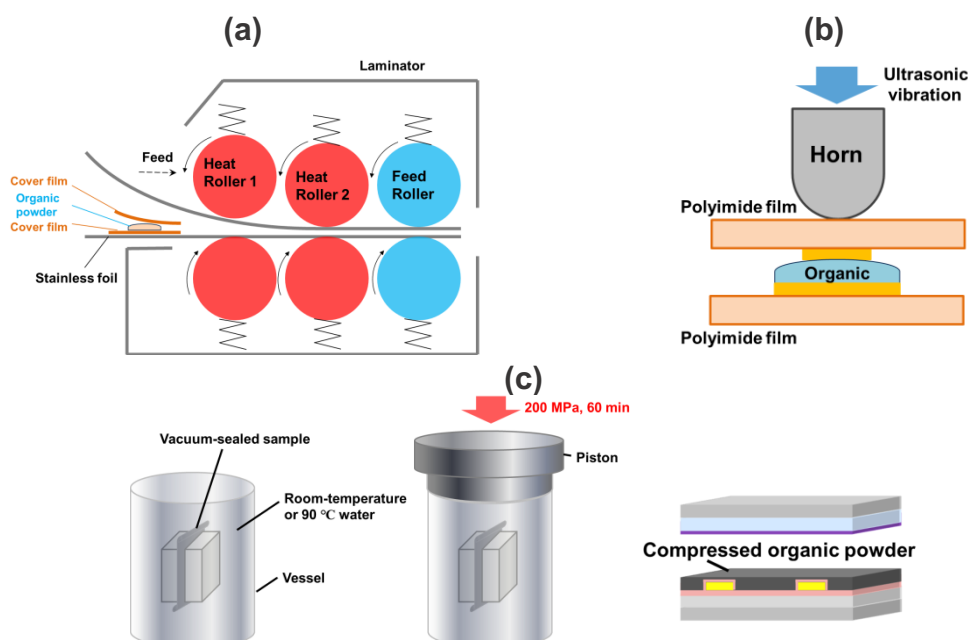 (a)
Laminator
Feed
Heat
Roller 1
Heat
Roller 2
Feed
Roller
Cover film
Organic
powder
Cover film
Stainless foil
(b)
Ultrasonic
vibration
Horn
Polyimide film
Organic
Polyimide film
(c)
200 MPa, 60 min
Vacuum-sealed sample
Piston
Room-temperature
or 90 ℃ water
Vessel
Compressed organic powder